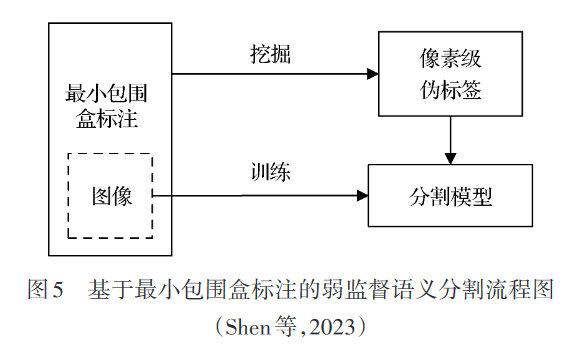 最小包围
盒标注
图像
挖掘
训练
像素级
伪标签
分割模型
图5 基于最小包围盒标注的弱监督语义分割流程图
（Shen等,2023）